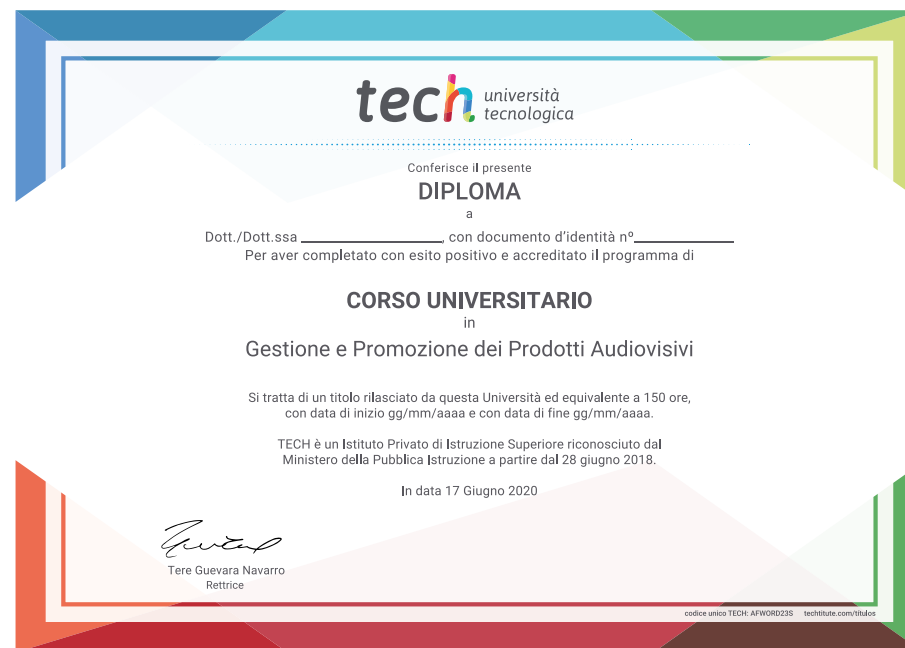 tech università
tecnologica
Conferisce il presente
DIPLOMA
a
Dott./Dott.ssa ____________________, con documento d'identità nº______________
Per aver completato con esito positivo e accreditato il programma di
CORSO UNIVERSITARIO
in
Gestione e Promozione dei Prodotti Audiovisivi
Si tratta di un titolo rilasciato da questa Università ed equivalente a 150 ore,
con data di inizio gg/mm/aaaa e con data di fine gg/mm/aaaa.
TECH è un Istituto Privato di Istruzione Superiore riconosciuto dal
Ministero della Pubblica Istruzione a partire dal 28 giugno 2018.
In data 17 Giugno 2020
Tere Guevara Navarro
Rettrice
codice unico TECH: AFWORD23S techtitute.com/titulos